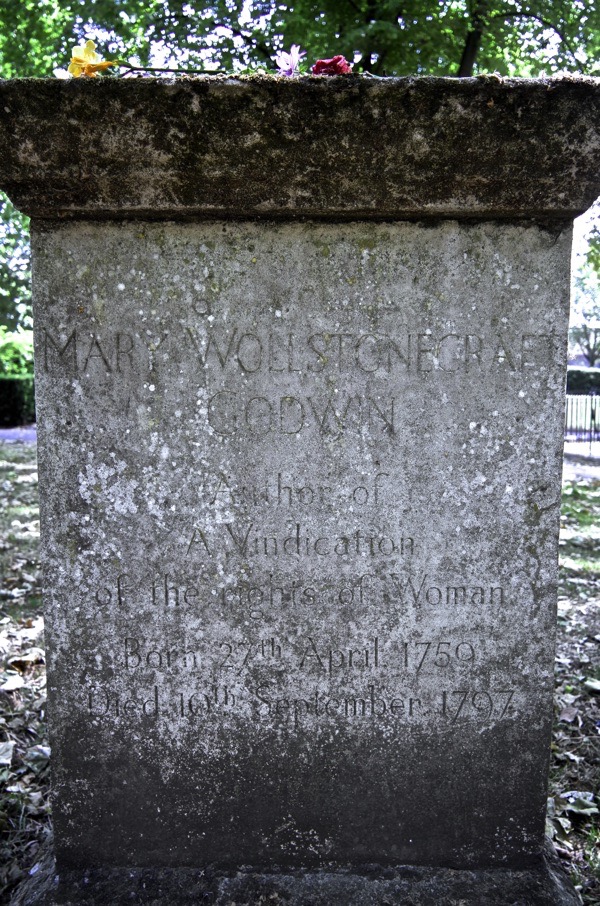 MARY WOLLSTONECRAFT
GODWIN
Author of
A Vindication
of the rights of Woman
Born 27th April 1759
Died 10th September 1797